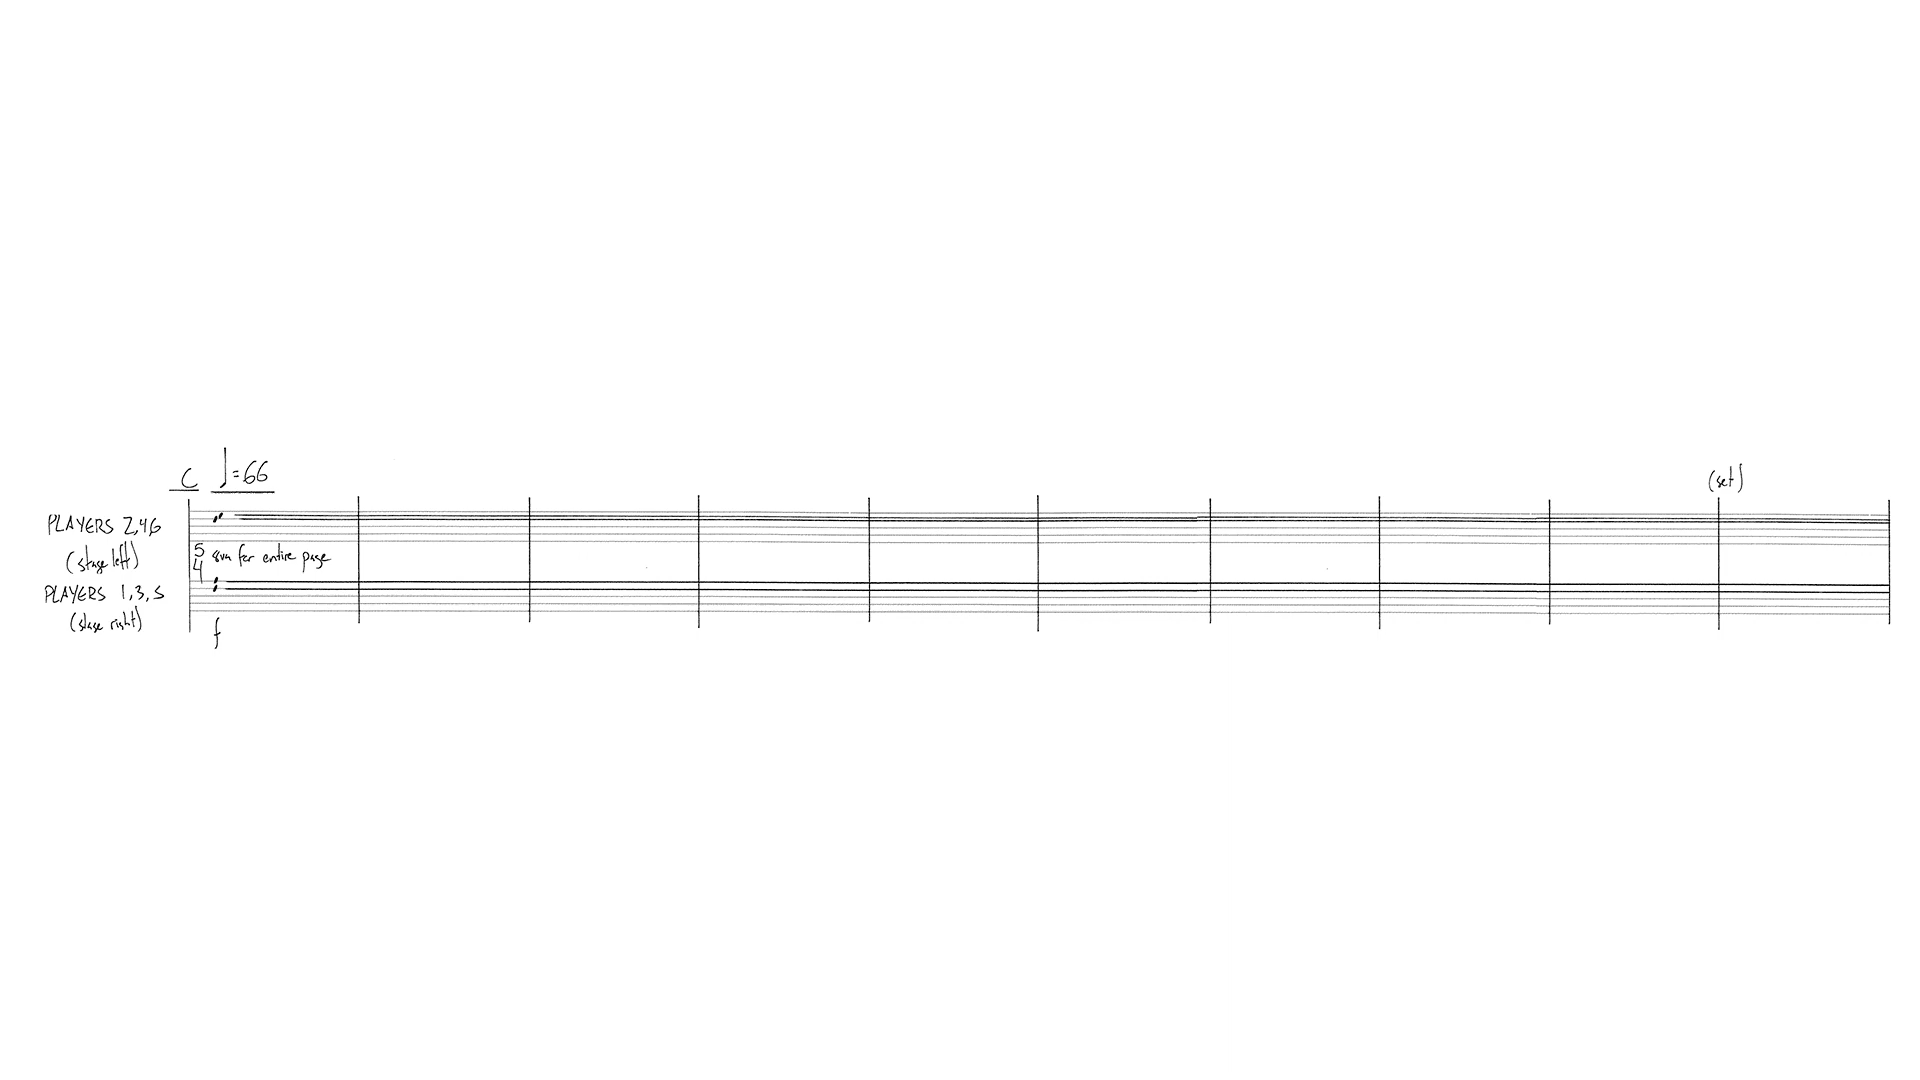 C ♩=66
(set)
PLAYERS 2,4,6
(stage left)
5
4
8va for entire page
PLAYERS 1,3,5
(stage right)
f